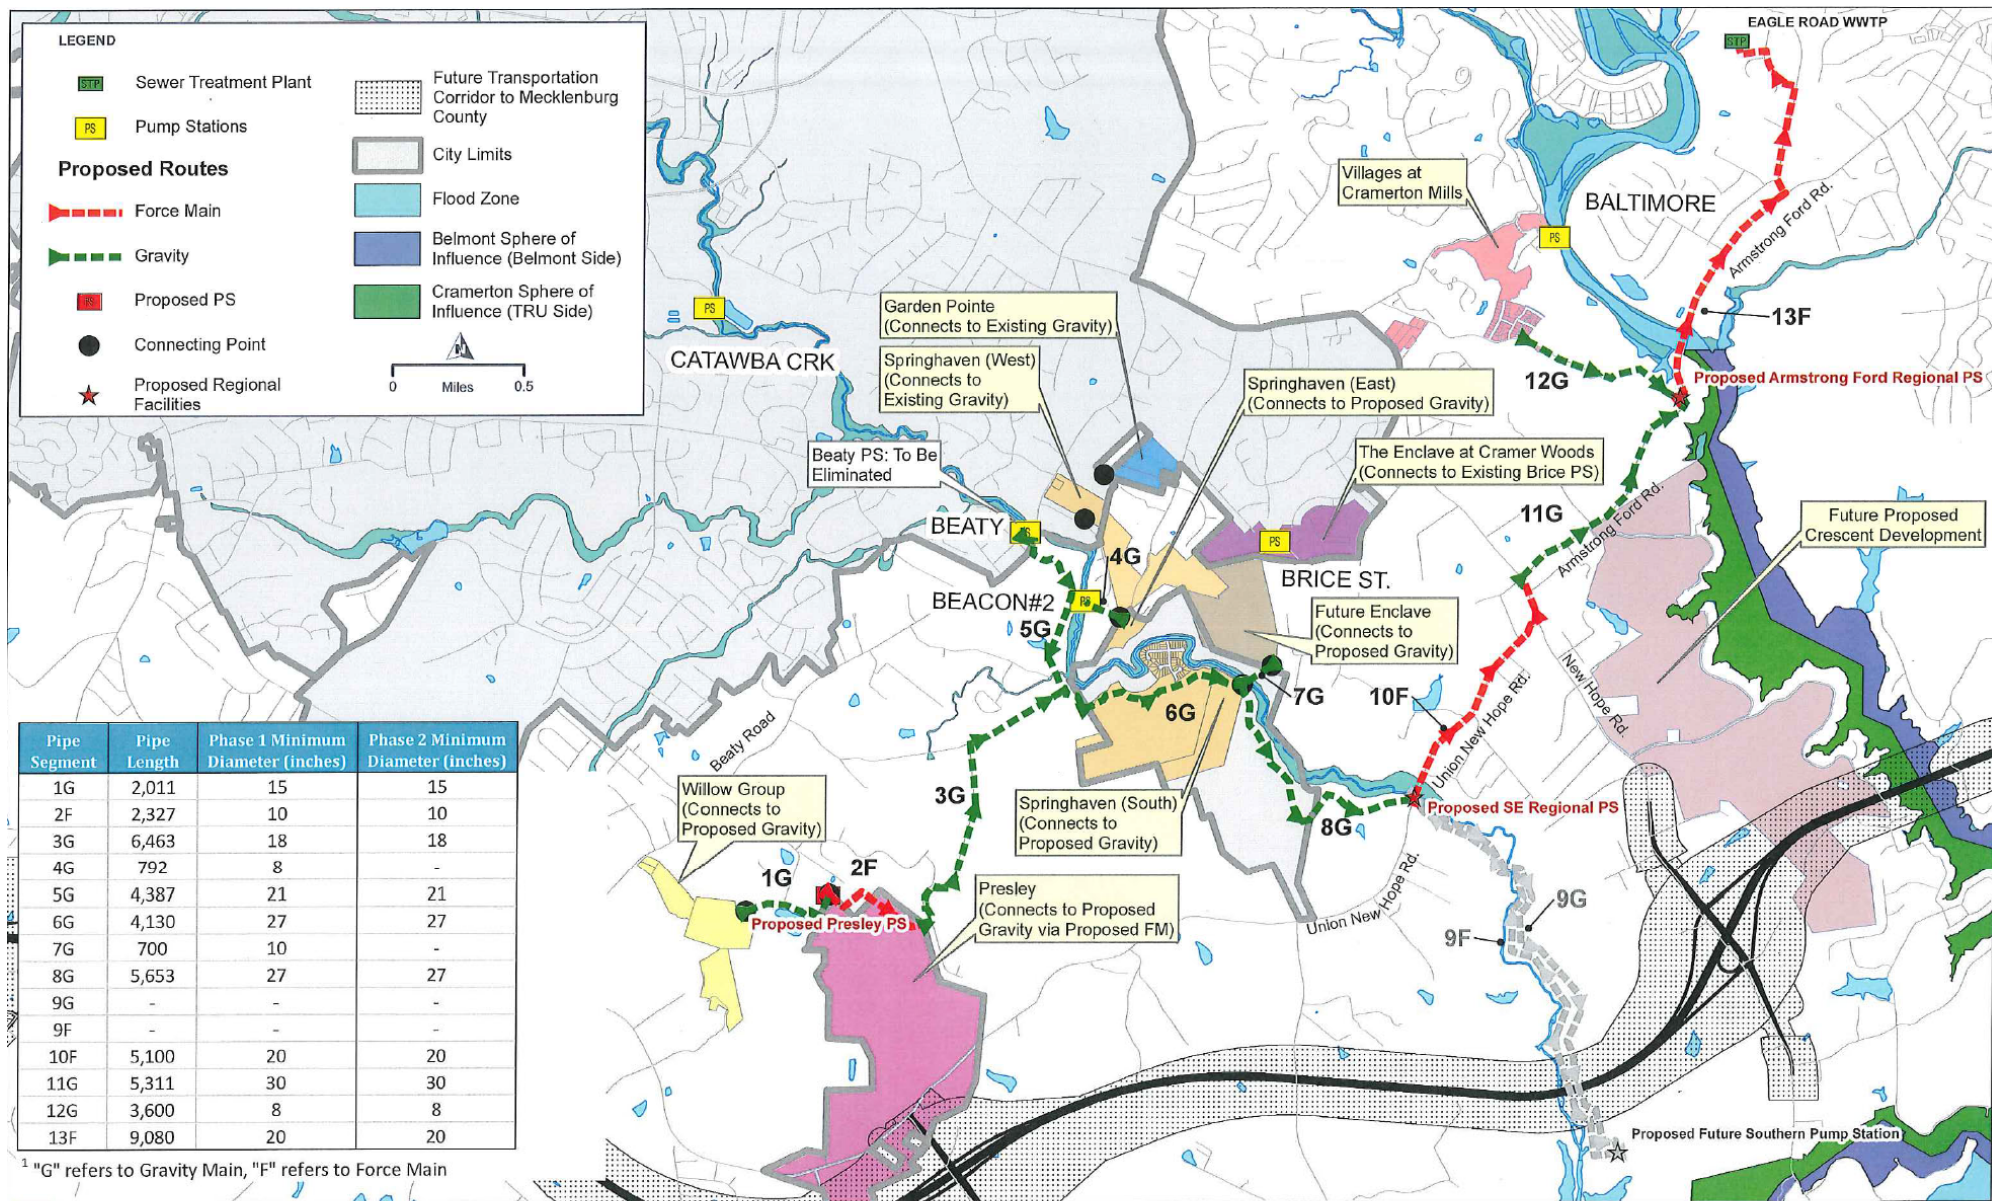 LEGEND
STP
Sewer Treatment Plant
PS
Pump Stations
Proposed Routes
Force Main
Gravity
PS
Proposed PS
Connecting Point
Proposed Regional
Facilities
Future Transportation
Corridor to Mecklenburg
County
City Limits
Flood Zone
Belmont Sphere of
Influence (Belmont Side)
Cramerton Sphere of
Influence (TRU Side)
N
0
Miles
0.5
EAGLE ROAD WWTP
STP
Villages at
Cramerton Mills
BALTIMORE
PS
Armstrong Ford Rd.
13F
PS
CATAWBA CRK
Garden Pointe
(Connects to Existing Gravity)
Springhaven (West)
(Connects to
Existing Gravity)
Springhaven (East)
(Connects to Proposed Gravity)
12G
Proposed Armstrong Ford Regional PS
Beaty PS: To Be
Eliminated
The Enclave at Cramer Woods
(Connects to Existing Brice PS)
11G
Armstrong Ford Rd.
Future Proposed
Crescent Development
BEATY
PS
4G
PS
BRICE ST.
BEACON#2
PS
5G
Future Enclave
(Connects to
Proposed Gravity)
7G
6G
10F
Union New Hope Rd.
New Hope Rd.
Beaty Road
3G
Willow Group
(Connects to
Proposed Gravity)
Springhaven (South)
(Connects to
Proposed Gravity)
8G
Proposed SE Regional PS
1G
2F
Proposed Presley PS
Presley
(Connects to Proposed
Gravity via Proposed FM)
Union New Hope Rd.
9G
9F
Proposed Future Southern Pump Station
Pipe Segment Pipe Length Phase 1 Minimum Diameter (inches) Phase 2 Minimum Diameter (inches)
1G 2,011 15 15
2F 2,327 10 10
3G 6,463 18 18
4G 792 8 -
5G 4,387 21 21
6G 4,130 27 27
7G 700 10 -
8G 5,653 27 27
9G - - -
9F - - -
10F 5,100 20 20
11G 5,311 30 30
12G 3,600 8 8
13F 9,080 20 20
1 "G" refers to Gravity Main, "F" refers to Force Main